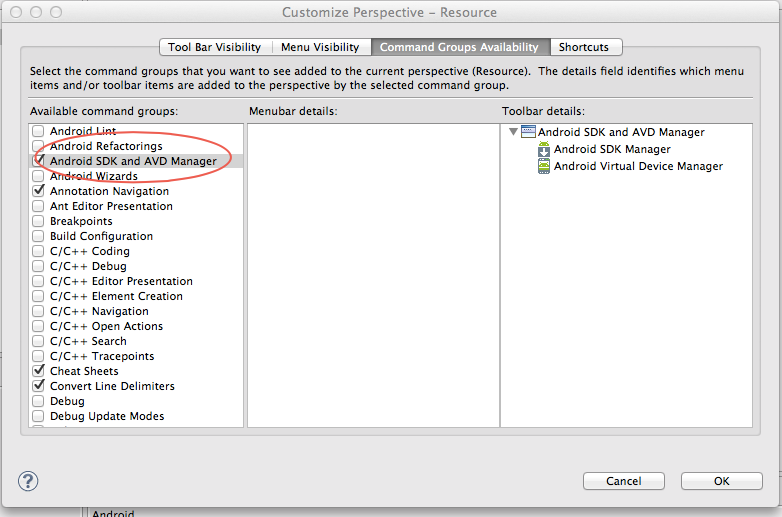 Customize Perspective – Resource
Tool Bar Visibility
Menu Visibility
Command Groups Availability
Shortcuts
Select the command groups that you want to see added to the current perspective (Resource).  The details field identifies which menu
items and/or toolbar items are added to the perspective by the selected command group.
Available command groups:
Android Lint
Android Refactorings
Android SDK and AVD Manager
Android Wizards
Annotation Navigation
Ant Editor Presentation
Breakpoints
Build Configuration
C/C++ Coding
C/C++ Debug
C/C++ Editor Presentation
C/C++ Element Creation
C/C++ Navigation
C/C++ Open Actions
C/C++ Search
C/C++ Tracepoints
Cheat Sheets
Convert Line Delimiters
Debug
Debug Update Modes
Menubar details:
Toolbar details:
Android SDK and AVD Manager
Android SDK Manager
Android Virtual Device Manager
?
Cancel
OK
Android